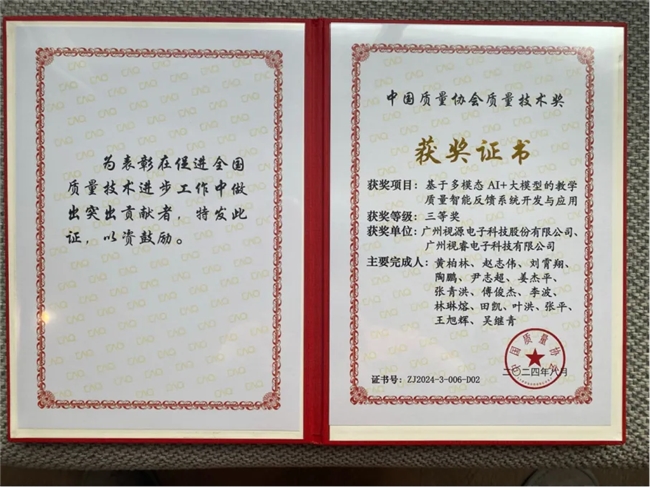 为表彰在促进全国
质量技术进步工作中做
出突出贡献者，特发此
证，以资鼓励。
中国质量协会质量技术奖
获奖证书
获奖项目：基于多模态AI+大模型的教学
质量智能反馈系统开发与应用
获奖等级：三等奖
获奖单位：广州视源电子科技股份有限公司、
广州视睿电子科技有限公司
主要完成人：黄柏林、赵志伟、刘霄翔、
陶鹏、尹志超、姜杰平、
张青洪、傅俊杰、李波、
林琳熔、田凯、叶洪、张平、
王旭辉、吴继青
中国质量协
二〇二四年八月
证书号：ZJ2024-3-006-D02